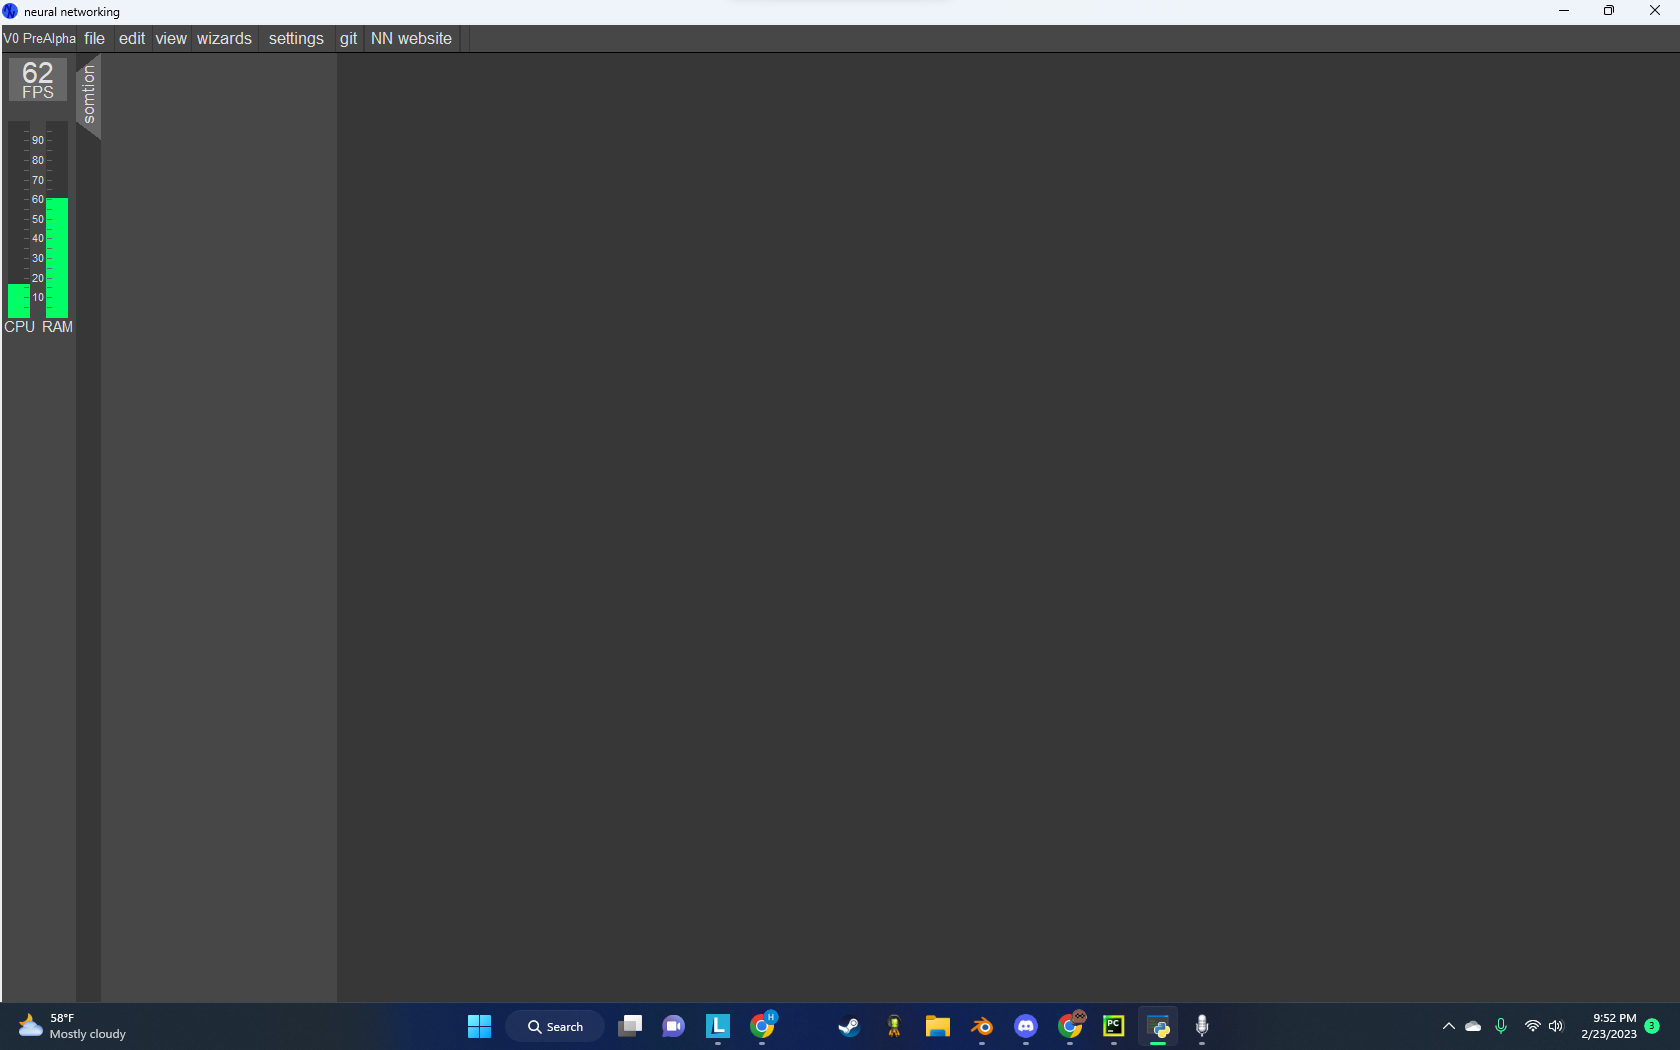 neural networking
V0 PreAlpha file edit view wizards settings git NN website
62
FPS
somtion
90
80
70
60
50
40
30
20
10
CPU RAM
58°F
Mostly cloudy
Search
L
H
PC
9:52 PM
2/23/2023
3